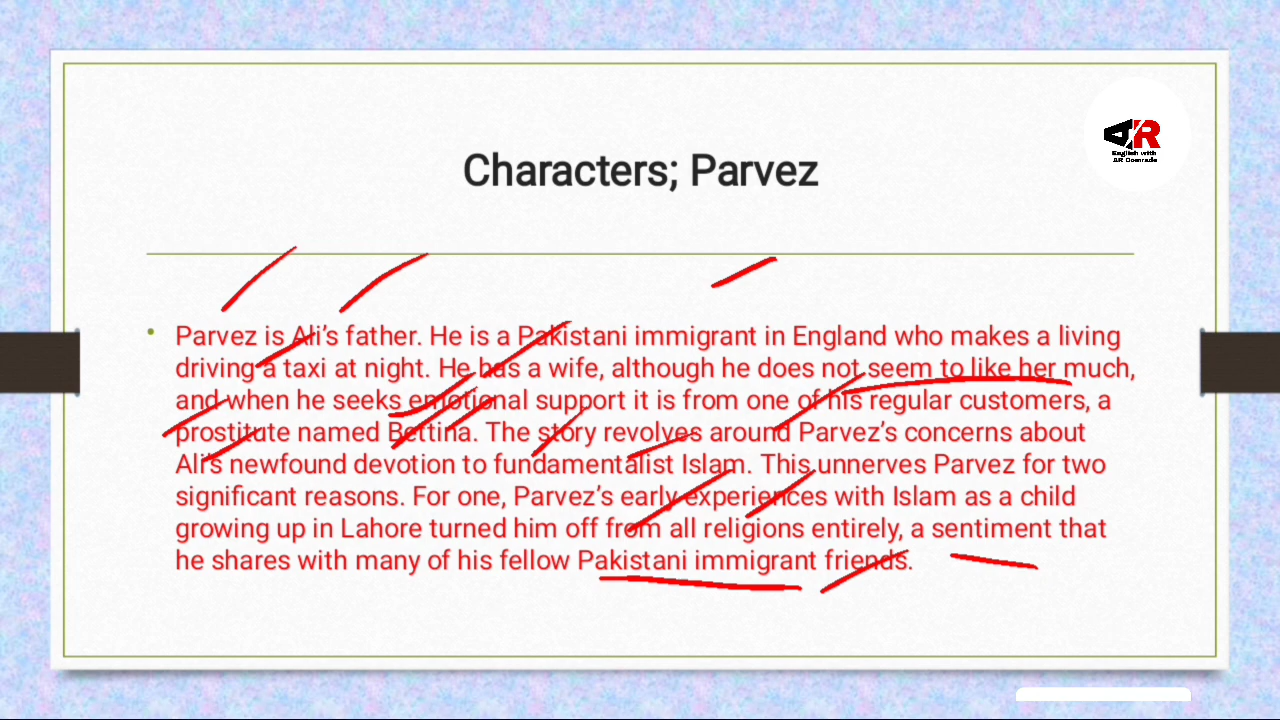 AR
English with
AR Comrade
Characters; Parvez
Parvez is Ali’s father. He is a Pakistani immigrant in England who makes a living
driving a taxi at night. He has a wife, although he does not seem to like her much,
and when he seeks emotional support it is from one of his regular customers, a
prostitute named Bettina. The story revolves around Parvez’s concerns about
Ali’s newfound devotion to fundamentalist Islam. This unnerves Parvez for two
significant reasons. For one, Parvez’s early experiences with Islam as a child
growing up in Lahore turned him off from all religions entirely, a sentiment that
he shares with many of his fellow Pakistani immigrant friends.